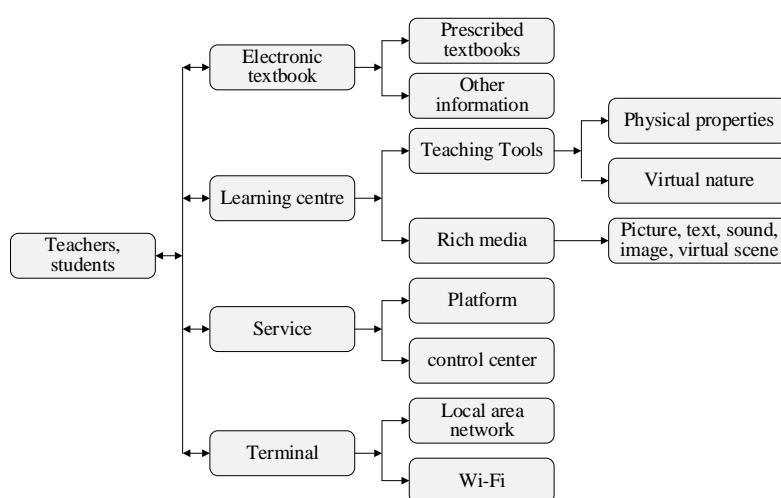 Teachers,
students
Electronic
textbook
Prescribed
textbooks
Other
information
Learning centre
Teaching Tools
Physical properties
Virtual nature
Rich media
Picture, text, sound,
image, virtual scene
Service
Platform
control center
Terminal
Local area
network
Wi-Fi